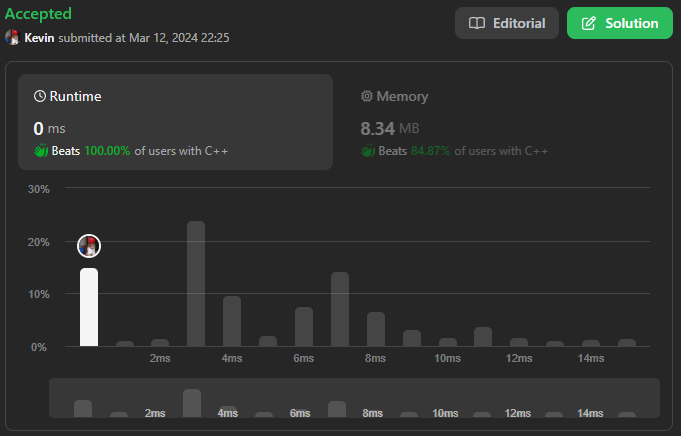 Accepted
Kevin submitted at Mar 12, 2024 22:25
Editorial
Solution
Runtime
0 ms
Beats 100.00% of users with C++
Memory
8.34 MB
Beats 84.87% of users with C++
30%
20%
10%
0%
2ms 4ms 6ms 8ms 10ms 12ms 14ms
2ms 4ms 6ms 8ms 10ms 12ms 14ms